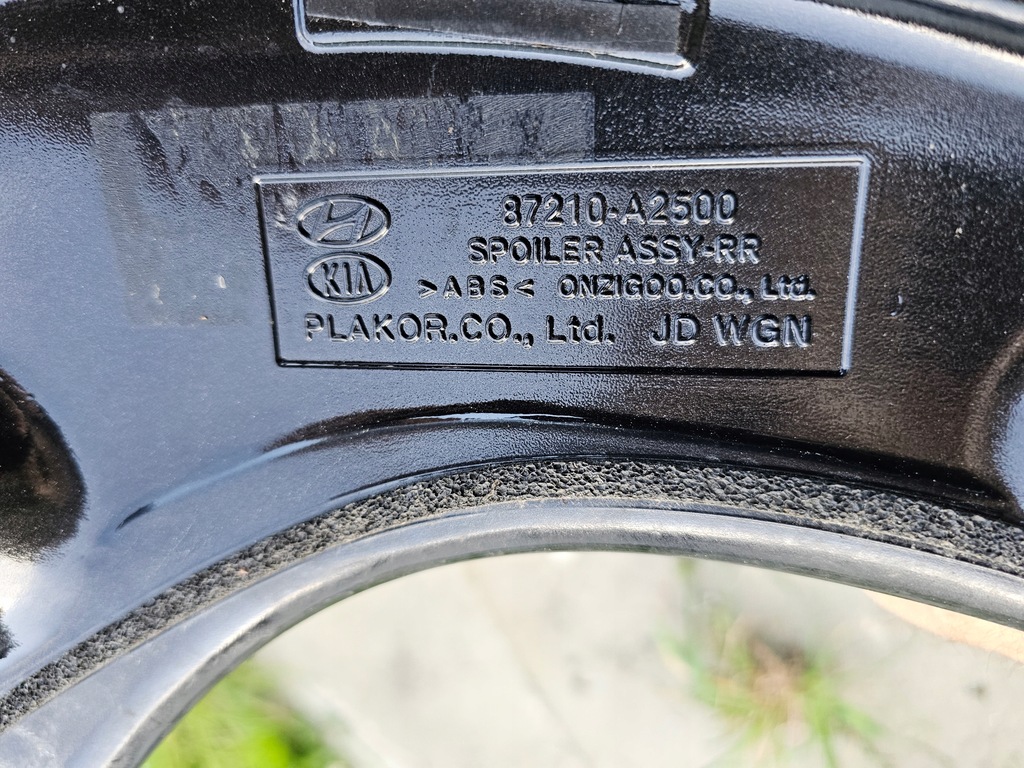 87210-A2500
SPOILER ASSY-RR
KIA >ABS< ONZIGOO.CO., Ltd.
PLAKOR.CO., Ltd. JD WGN